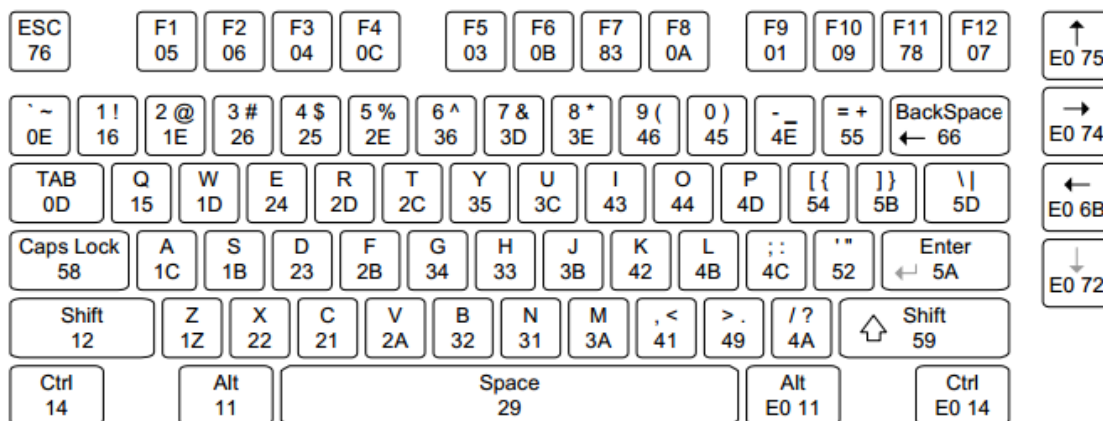 ESC F1 F2 F3 F4 F5 F6 F7 F8 F9 F10 F11 F12 ↑
76 05 06 04 0C 03 0B 83 0A 01 09 78 07 E0 75
` ~ 1 ! 2 @ 3 # 4 $ 5 % 6 ^ 7 & 8 * 9 ( 0 ) - _ = + BackSpace →
0E 16 1E 26 25 2E 36 3D 3E 46 45 4E 55 ← 66 E0 74
TAB Q W E R T Y U I O P [ { ] } \ | ←
0D 15 1D 24 2D 2C 35 3C 43 44 4D 54 5B 5D E0 6B
Caps Lock A S D F G H J K L ; : ' " Enter ↓
58 1C 1B 23 2B 34 33 3B 42 4B 4C 52 ↵ 5A E0 72
Shift Z X C V B N M , < > . / ? ⇧ Shift
12 1Z 22 21 2A 32 31 3A 41 49 4A 59
Ctrl Alt Space Alt Ctrl
14 11 29 E0 11 E0 14